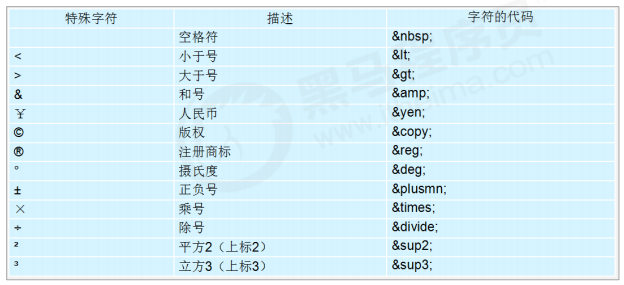 特殊字符 描述 字符的代码
空格符 &nbsp;
< 小于号 &lt;
> 大于号 &gt;
& 和号 &amp;
￥ 人民币 &yen;
© 版权 &copy;
® 注册商标 &reg;
° 摄氏度 &deg;
± 正负号 &plusmn;
× 乘号 &times;
÷ 除号 &divide;
² 平方2（上标2） &sup2;
³ 立方3（上标3） &sup3;
黑马程序员
www.itheima.com